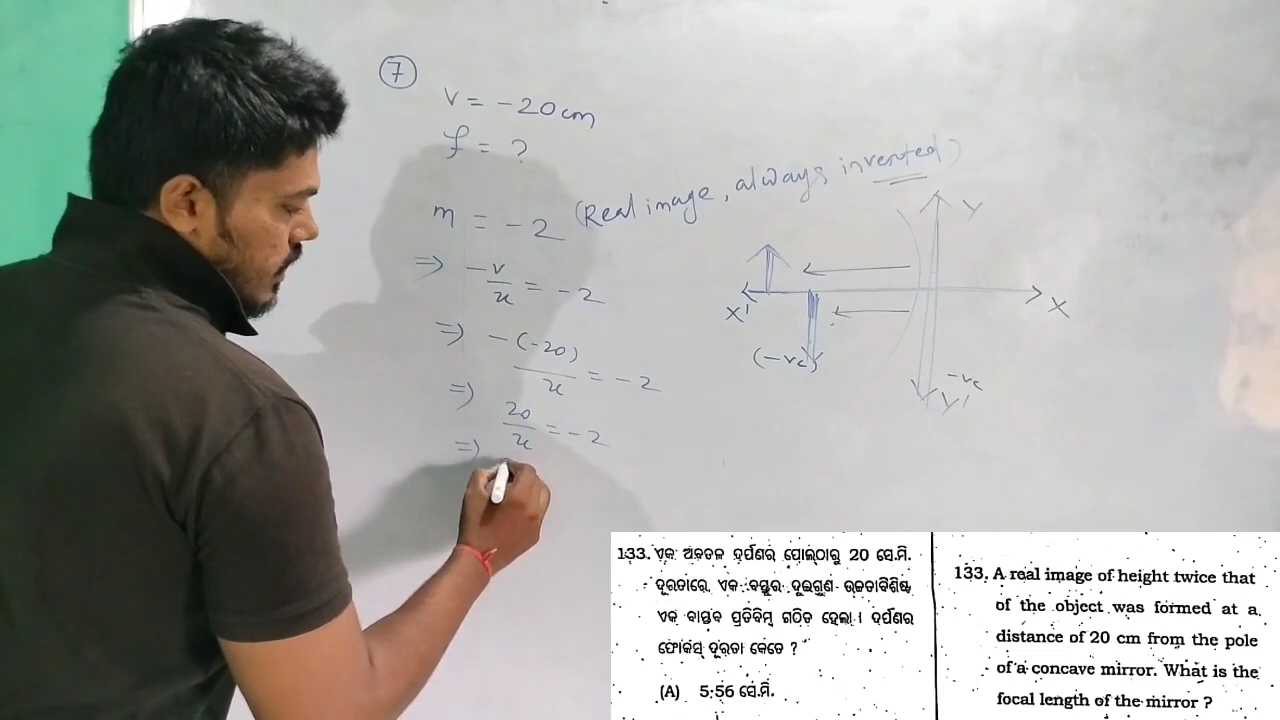 7
v = -20cm
f = ?
m = -2 (Real image, always inverted)
⇒ -v/u = -2
⇒ -(-20)/u = -2
⇒ 20/u = -2
⇒
Y
X'
X
(-ve)
-ve
Y'
133. ଏକ ଅବତଳ ଦର୍ପଣର ପୋଲ୍‌ଠାରୁ 20 ସେ.ମି.
ଦୂରତାରେ ଏକ ବସ୍ତୁର ଦୁଇଗୁଣ ଉଚ୍ଚତାବିଶିଷ୍ଟ
ଏକ ବାସ୍ତବ ପ୍ରତିବିମ୍ବ ଗଠିତ ହେଲା । ଦର୍ପଣର
ଫୋକସ୍ ଦୂରତା କେତେ ?
(A) 5.56 ସେ.ମି.
133. A real image of height twice that
of the object was formed at a
distance of 20 cm from the pole
of a concave mirror. What is the
focal length of the mirror ?